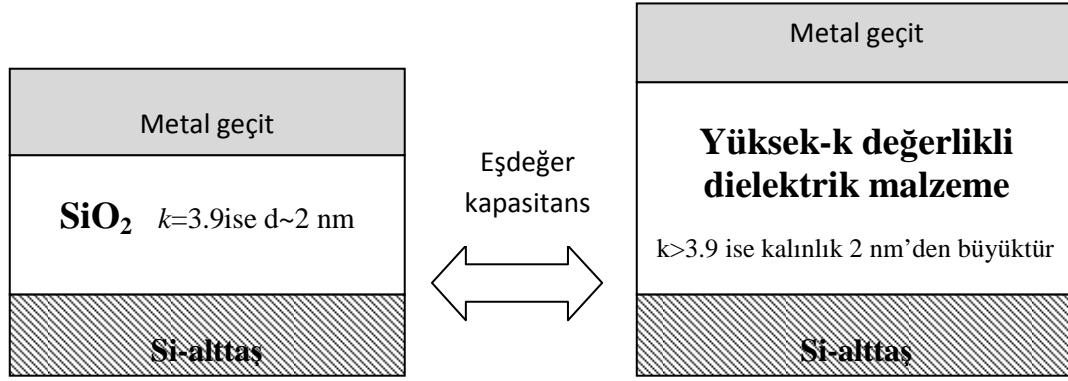 Metal geçit
SiO2 k=3.9ise d~2 nm
Si-alttaş
Eşdeğer
kapasitans
Metal geçit
Yüksek-k değerlikli
dielektrik malzeme
k>3.9 ise kalınlık 2 nm’den büyüktür
Si-alttaş